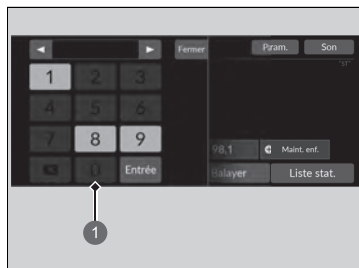 Fermer
Param. Son
"ST"
1 2 3
4 5 6
7 8 9
98.1 Maint. enf.
0 Entrée
Balayer Liste stat.
1